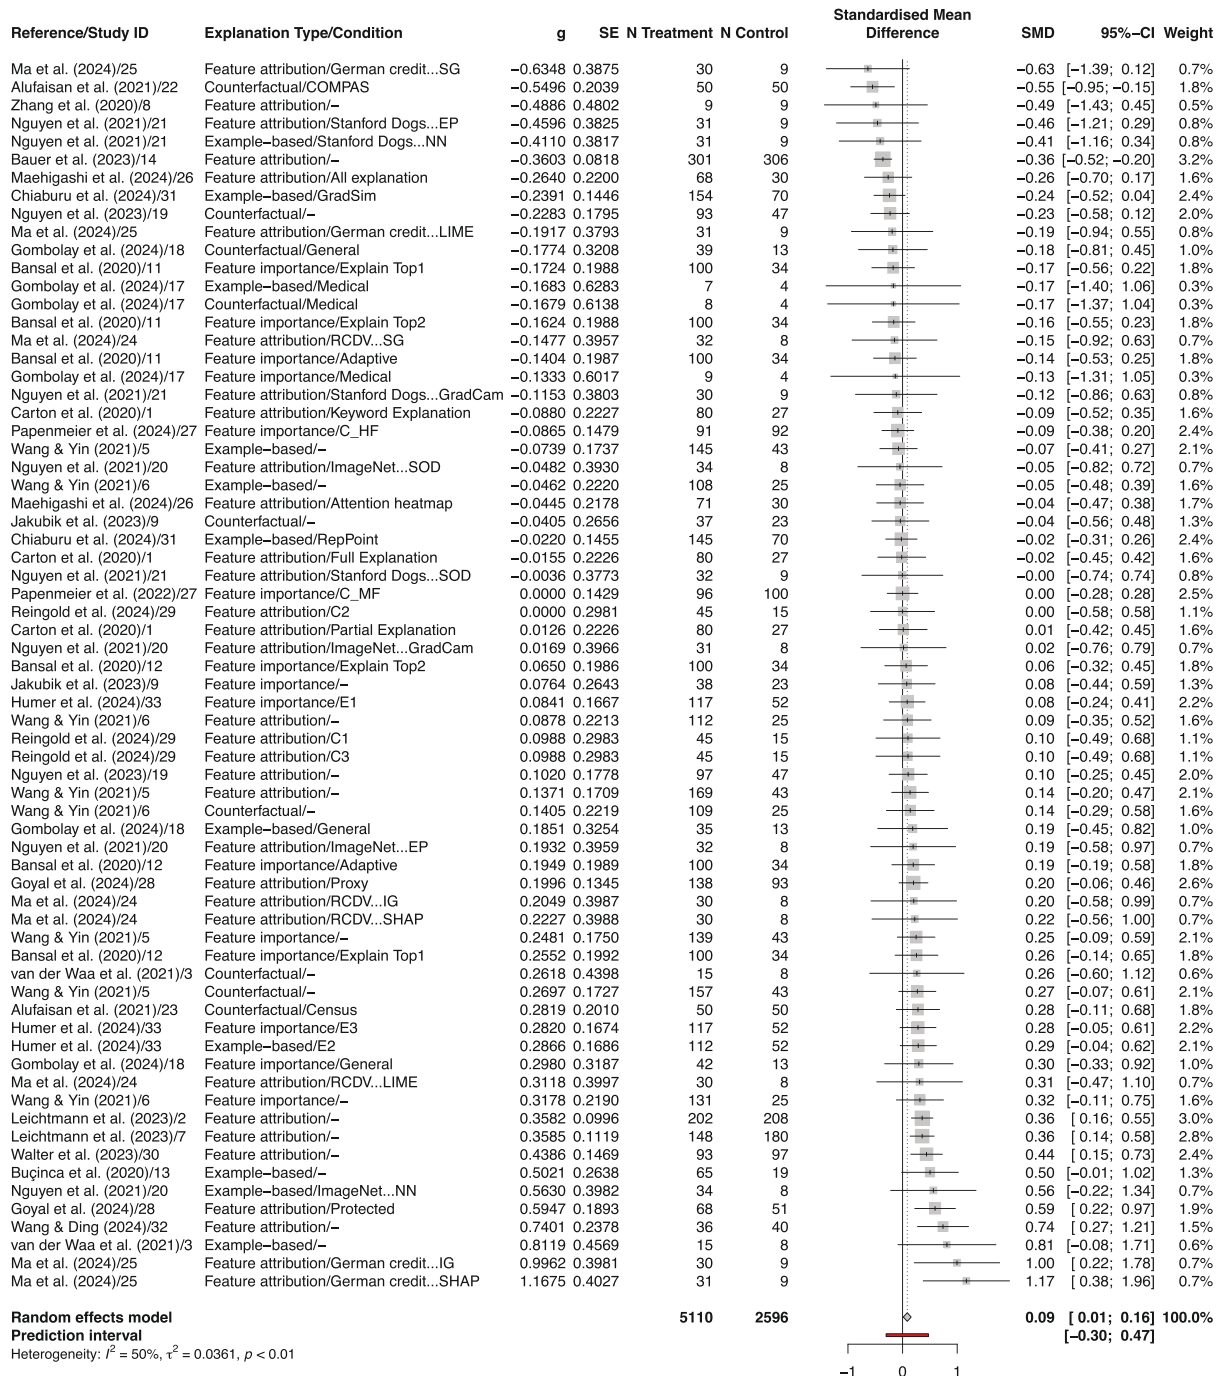 Standardised Mean
Reference/Study ID Explanation Type/Condition g SE N Treatment N Control Difference SMD 95%−CI Weight
Ma et al. (2024)/25 Feature attribution/German credit...SG −0.6348 0.3875 30 9 −0.63 [−1.39; 0.12] 0.7%
Alufaisan et al. (2021)/22 Counterfactual/COMPAS −0.5496 0.2039 50 50 −0.55 [−0.95; −0.15] 1.8%
Zhang et al. (2020)/8 Feature attribution/− −0.4886 0.4802 9 9 −0.49 [−1.43; 0.45] 0.5%
Nguyen et al. (2021)/21 Feature attribution/Stanford Dogs...EP −0.4596 0.3825 31 9 −0.46 [−1.21; 0.29] 0.8%
Nguyen et al. (2021)/21 Example−based/Stanford Dogs...NN −0.4110 0.3817 31 9 −0.41 [−1.16; 0.34] 0.8%
Bauer et al. (2023)/14 Feature attribution/− −0.3603 0.0818 301 306 −0.36 [−0.52; −0.20] 3.2%
Maehigashi et al. (2024)/26 Feature attribution/All explanation −0.2640 0.2200 68 30 −0.26 [−0.70; 0.17] 1.6%
Chiaburu et al. (2024)/31 Example−based/GradSim −0.2391 0.1446 154 70 −0.24 [−0.52; 0.04] 2.4%
Nguyen et al. (2023)/19 Counterfactual/− −0.2283 0.1795 93 47 −0.23 [−0.58; 0.12] 2.0%
Ma et al. (2024)/25 Feature attribution/German credit...LIME −0.1917 0.3793 31 9 −0.19 [−0.94; 0.55] 0.8%
Gombolay et al. (2024)/18 Counterfactual/General −0.1774 0.3208 39 13 −0.18 [−0.81; 0.45] 1.0%
Bansal et al. (2020)/11 Feature importance/Explain Top1 −0.1724 0.1988 100 34 −0.17 [−0.56; 0.22] 1.8%
Gombolay et al. (2024)/17 Example−based/Medical −0.1683 0.6283 7 4 −0.17 [−1.40; 1.06] 0.3%
Gombolay et al. (2024)/17 Counterfactual/Medical −0.1679 0.6138 8 4 −0.17 [−1.37; 1.04] 0.3%
Bansal et al. (2020)/11 Feature importance/Explain Top2 −0.1624 0.1988 100 34 −0.16 [−0.55; 0.23] 1.8%
Ma et al. (2024)/24 Feature attribution/RCDV...SG −0.1477 0.3957 32 8 −0.15 [−0.92; 0.63] 0.7%
Bansal et al. (2020)/11 Feature importance/Adaptive −0.1404 0.1987 100 34 −0.14 [−0.53; 0.25] 1.8%
Gombolay et al. (2024)/17 Feature importance/Medical −0.1333 0.6017 9 4 −0.13 [−1.31; 1.05] 0.3%
Nguyen et al. (2021)/21 Feature attribution/Stanford Dogs...GradCam −0.1153 0.3803 30 9 −0.12 [−0.86; 0.63] 0.8%
Carton et al. (2020)/1 Feature attribution/Keyword Explanation −0.0880 0.2227 80 27 −0.09 [−0.52; 0.35] 1.6%
Papenmeier et al. (2024)/27 Feature importance/C_HF −0.0865 0.1479 91 92 −0.09 [−0.38; 0.20] 2.4%
Wang & Yin (2021)/5 Example−based/− −0.0739 0.1737 145 43 −0.07 [−0.41; 0.27] 2.1%
Nguyen et al. (2021)/20 Feature attribution/ImageNet...SOD −0.0482 0.3930 34 8 −0.05 [−0.82; 0.72] 0.7%
Wang & Yin (2021)/6 Example−based/− −0.0462 0.2220 108 25 −0.05 [−0.48; 0.39] 1.6%
Maehigashi et al. (2024)/26 Feature attribution/Attention heatmap −0.0445 0.2178 71 30 −0.04 [−0.47; 0.38] 1.7%
Jakubik et al. (2023)/9 Counterfactual/− −0.0405 0.2656 37 23 −0.04 [−0.56; 0.48] 1.3%
Chiaburu et al. (2024)/31 Example−based/RepPoint −0.0220 0.1455 145 70 −0.02 [−0.31; 0.26] 2.4%
Carton et al. (2020)/1 Feature attribution/Full Explanation −0.0155 0.2226 80 27 −0.02 [−0.45; 0.42] 1.6%
Nguyen et al. (2021)/21 Feature attribution/Stanford Dogs...SOD −0.0036 0.3773 32 9 −0.00 [−0.74; 0.74] 0.8%
Papenmeier et al. (2022)/27 Feature importance/C_MF 0.0000 0.1429 96 100 0.00 [−0.28; 0.28] 2.5%
Reingold et al. (2024)/29 Feature attribution/C2 0.0000 0.2981 45 15 0.00 [−0.58; 0.58] 1.1%
Carton et al. (2020)/1 Feature attribution/Partial Explanation 0.0126 0.2226 80 27 0.01 [−0.42; 0.45] 1.6%
Nguyen et al. (2021)/20 Feature attribution/ImageNet...GradCam 0.0169 0.3966 31 8 0.02 [−0.76; 0.79] 0.7%
Bansal et al. (2020)/12 Feature importance/Explain Top2 0.0650 0.1986 100 34 0.06 [−0.32; 0.45] 1.8%
Jakubik et al. (2023)/9 Feature importance/− 0.0764 0.2643 38 23 0.08 [−0.44; 0.59] 1.3%
Humer et al. (2024)/33 Feature importance/E1 0.0841 0.1667 117 52 0.08 [−0.24; 0.41] 2.2%
Wang & Yin (2021)/6 Feature attribution/− 0.0878 0.2213 112 25 0.09 [−0.35; 0.52] 1.6%
Reingold et al. (2024)/29 Feature attribution/C1 0.0988 0.2983 45 15 0.10 [−0.49; 0.68] 1.1%
Reingold et al. (2024)/29 Feature attribution/C3 0.0988 0.2983 45 15 0.10 [−0.49; 0.68] 1.1%
Nguyen et al. (2023)/19 Feature attribution/− 0.1020 0.1778 97 47 0.10 [−0.25; 0.45] 2.0%
Wang & Yin (2021)/5 Feature attribution/− 0.1371 0.1709 169 43 0.14 [−0.20; 0.47] 2.1%
Wang & Yin (2021)/6 Counterfactual/− 0.1405 0.2219 109 25 0.14 [−0.29; 0.58] 1.6%
Gombolay et al. (2024)/18 Example−based/General 0.1851 0.3254 35 13 0.19 [−0.45; 0.82] 1.0%
Nguyen et al. (2021)/20 Feature attribution/ImageNet...EP 0.1932 0.3959 32 8 0.19 [−0.58; 0.97] 0.7%
Bansal et al. (2020)/12 Feature importance/Adaptive 0.1949 0.1989 100 34 0.19 [−0.19; 0.58] 1.8%
Goyal et al. (2024)/28 Feature attribution/Proxy 0.1996 0.1345 138 93 0.20 [−0.06; 0.46] 2.6%
Ma et al. (2024)/24 Feature attribution/RCDV...IG 0.2049 0.3987 30 8 0.20 [−0.58; 0.99] 0.7%
Ma et al. (2024)/24 Feature attribution/RCDV...SHAP 0.2227 0.3988 30 8 0.22 [−0.56; 1.00] 0.7%
Wang & Yin (2021)/5 Feature importance/− 0.2481 0.1750 139 43 0.25 [−0.09; 0.59] 2.1%
Bansal et al. (2020)/12 Feature importance/Explain Top1 0.2552 0.1992 100 34 0.26 [−0.14; 0.65] 1.8%
van der Waa et al. (2021)/3 Counterfactual/− 0.2618 0.4398 15 8 0.26 [−0.60; 1.12] 0.6%
Wang & Yin (2021)/5 Counterfactual/− 0.2697 0.1727 157 43 0.27 [−0.07; 0.61] 2.1%
Alufaisan et al. (2021)/23 Counterfactual/Census 0.2819 0.2010 50 50 0.28 [−0.11; 0.68] 1.8%
Humer et al. (2024)/33 Feature importance/E3 0.2820 0.1674 117 52 0.28 [−0.05; 0.61] 2.2%
Humer et al. (2024)/33 Example−based/E2 0.2866 0.1686 112 52 0.29 [−0.04; 0.62] 2.1%
Gombolay et al. (2024)/18 Feature importance/General 0.2980 0.3187 42 13 0.30 [−0.33; 0.92] 1.0%
Ma et al. (2024)/24 Feature attribution/RCDV...LIME 0.3118 0.3997 30 8 0.31 [−0.47; 1.10] 0.7%
Wang & Yin (2021)/6 Feature importance/− 0.3178 0.2190 131 25 0.32 [−0.11; 0.75] 1.6%
Leichtmann et al. (2023)/2 Feature attribution/− 0.3582 0.0996 202 208 0.36 [ 0.16; 0.55] 3.0%
Leichtmann et al. (2023)/7 Feature attribution/− 0.3585 0.1119 148 180 0.36 [ 0.14; 0.58] 2.8%
Walter et al. (2023)/30 Feature attribution/− 0.4386 0.1469 93 97 0.44 [ 0.15; 0.73] 2.4%
Buçinca et al. (2020)/13 Example−based/− 0.5021 0.2638 65 19 0.50 [−0.01; 1.02] 1.3%
Nguyen et al. (2021)/20 Example−based/ImageNet...NN 0.5630 0.3982 34 8 0.56 [−0.22; 1.34] 0.7%
Goyal et al. (2024)/28 Feature attribution/Protected 0.5947 0.1893 68 51 0.59 [ 0.22; 0.97] 1.9%
Wang & Ding (2024)/32 Feature attribution/− 0.7401 0.2378 36 40 0.74 [ 0.27; 1.21] 1.5%
van der Waa et al. (2021)/3 Example−based/− 0.8119 0.4569 15 8 0.81 [−0.08; 1.71] 0.6%
Ma et al. (2024)/25 Feature attribution/German credit...IG 0.9962 0.3981 30 9 1.00 [ 0.22; 1.78] 0.7%
Ma et al. (2024)/25 Feature attribution/German credit...SHAP 1.1675 0.4027 31 9 1.17 [ 0.38; 1.96] 0.7%
Random effects model 5110 2596 0.09 [ 0.01; 0.16] 100.0%
Prediction interval [−0.30; 0.47]
Heterogeneity: I² = 50%, τ² = 0.0361, p < 0.01
−1 0 1